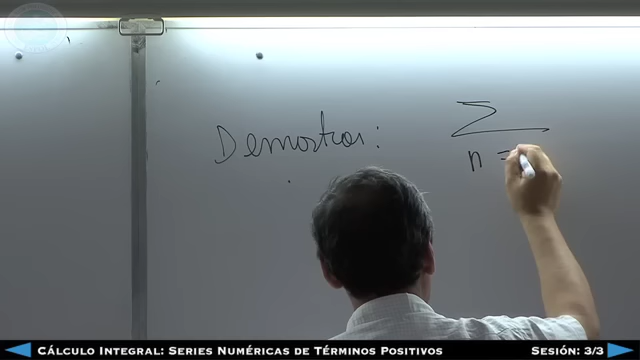 Demostrar: Σ
n =
Cálculo Integral: Series Numéricas de Términos Positivos Sesión: 3/3